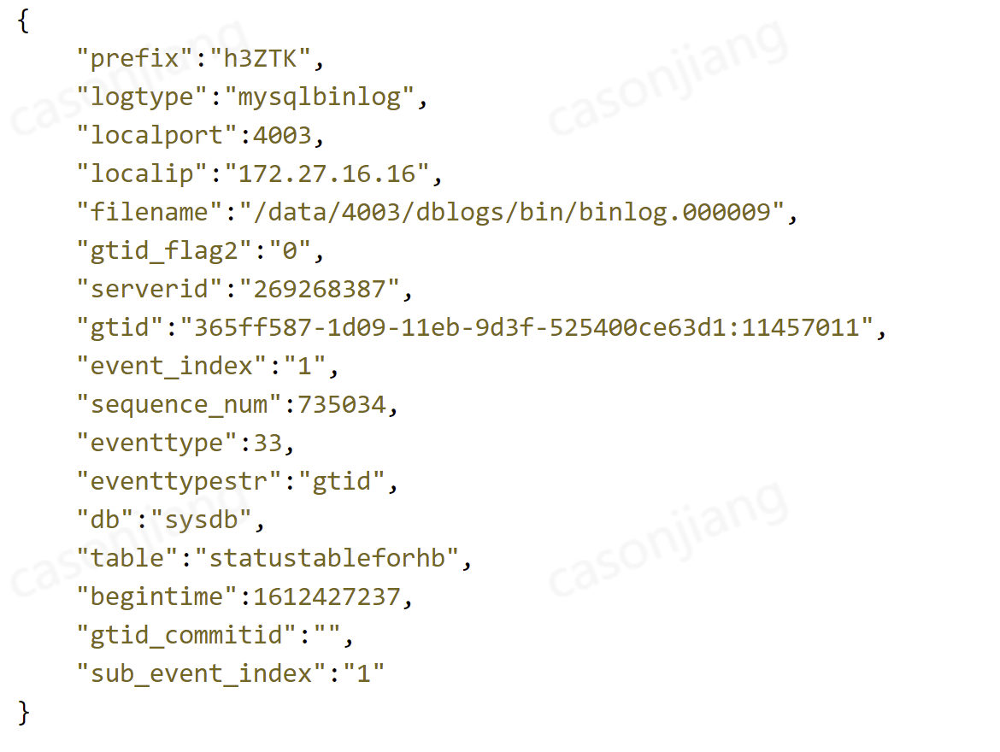 {
"prefix":"h3ZTK",
"logtype":"mysqlbinlog",
"localport":4003,
"localip":"172.27.16.16",
"filename":"/data/4003/dblogs/bin/binlog.000009",
"gtid_flag2":"0",
"serverid":"269268387",
"gtid":"365ff587-1d09-11eb-9d3f-525400ce63d1:11457011",
"event_index":"1",
"sequence_num":735034,
"eventtype":33,
"eventtypestr":"gtid",
"db":"sysdb",
"table":"statustableforhb",
"begintime":1612427237,
"gtid_commitid":"",
"sub_event_index":"1"
}
casonjiang
casonjiang
casonjiang
casonjiang